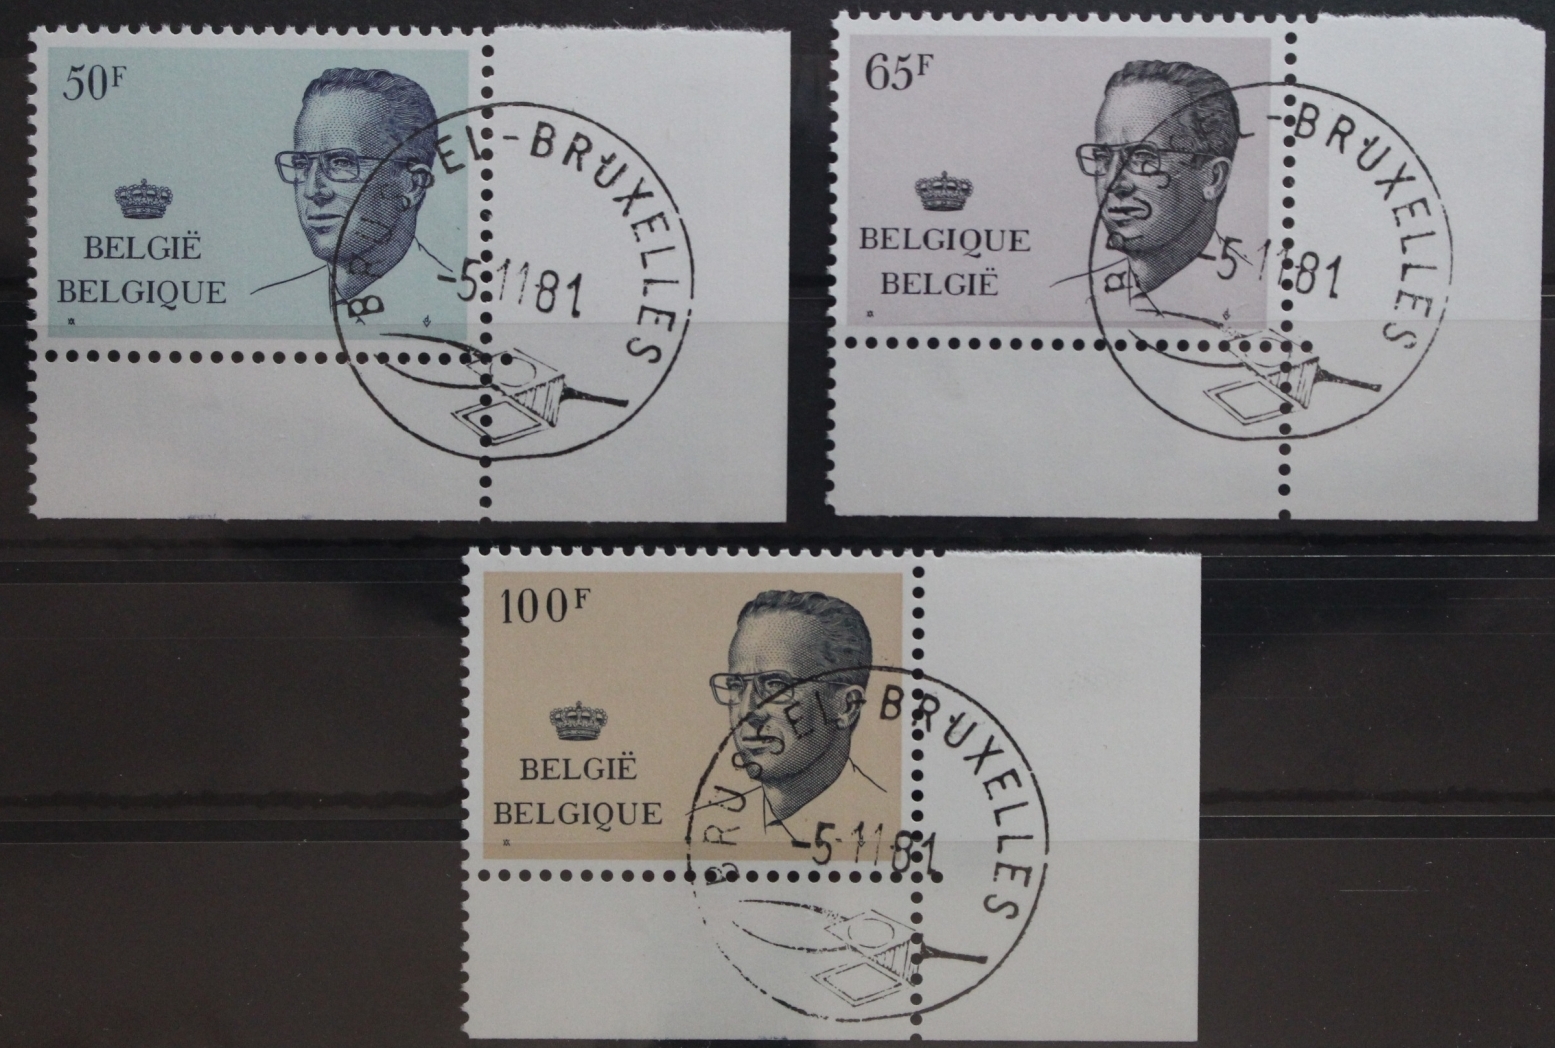 50F
BELGIË
BELGIQUE
BRUSSEL-BRUXELLES
-5.11.81
65F
BELGIQUE
BELGIË
BRUSSEL-BRUXELLES
-5.11.81
100F
BELGIË
BELGIQUE
BRUSSEL-BRUXELLES
-5.11.81